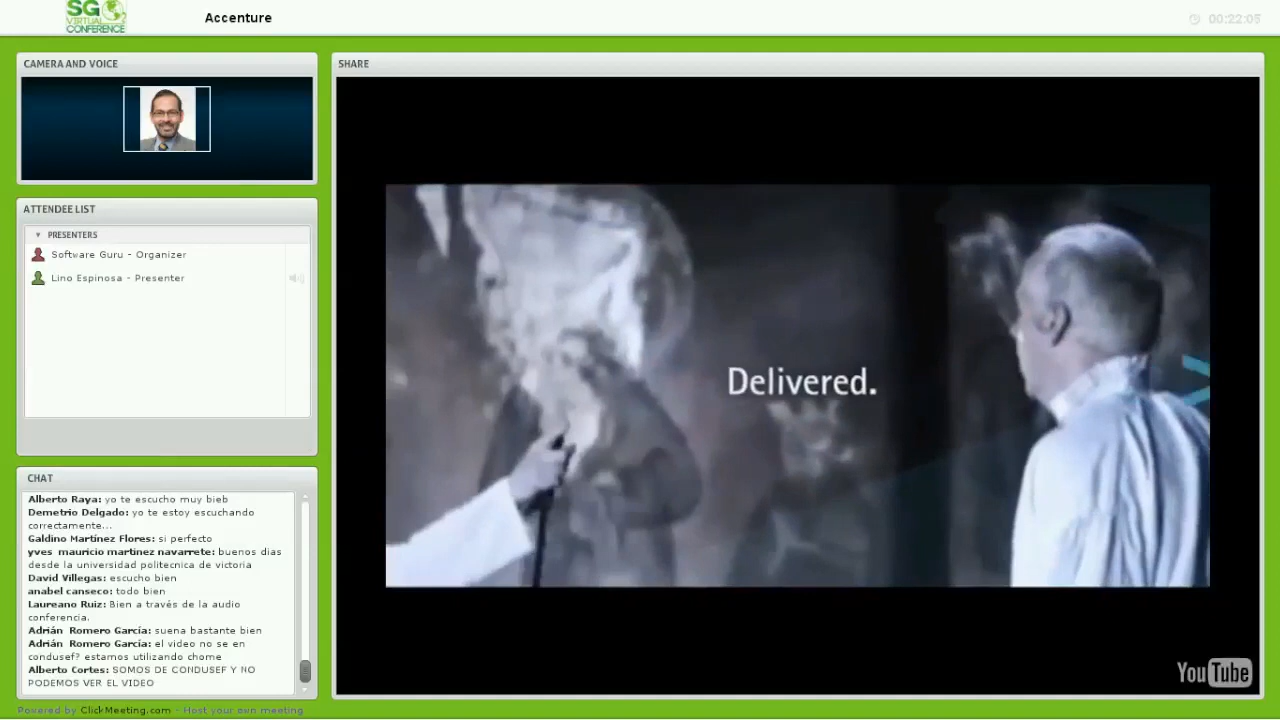 SG
VIRTUAL
CONFERENCE
Accenture
00:22:05
CAMERA AND VOICE
ATTENDEE LIST
PRESENTERS
Software Guru - Organizer
Lino Espinosa - Presenter
CHAT
Alberto Raya: yo te escucho muy bieb
Demetrio Delgado: yo te estoy escuchando
correctamente...
Galdino Martínez Flores: si perfecto
yves mauricio martinez navarrete: buenos dias
desde la universidad politecnica de victoria
David Villegas: escucho bien
anabel canseco: todo bien
Laureano Ruiz: Bien a través de la audio
conferencia.
Adrián Romero García: suena bastante bien
Adrián Romero García: el video no se en
condusef? estamos utilizando chome
Alberto Cortes: SOMOS DE CONDUSEF Y NO
PODEMOS VER EL VIDEO
Powered by ClickMeeting.com - Host your own meeting
SHARE
Delivered.
YouTube